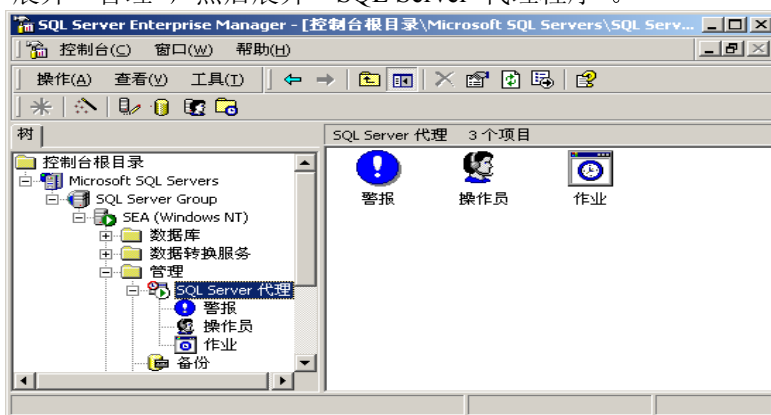 展开“管理”，然后展开“SQL Server 代理程序”。
SQL Server Enterprise Manager - [控制台根目录\Microsoft SQL Servers\SQL Serv...
控制台(C) 窗口(W) 帮助(H)
操作(A) 查看(V) 工具(T)
树
SQL Server 代理 3 个项目
控制台根目录
Microsoft SQL Servers
SQL Server Group
SEA (Windows NT)
数据库
数据转换服务
管理
SQL Server 代理
警报
操作员
作业
备份
警报
操作员
作业